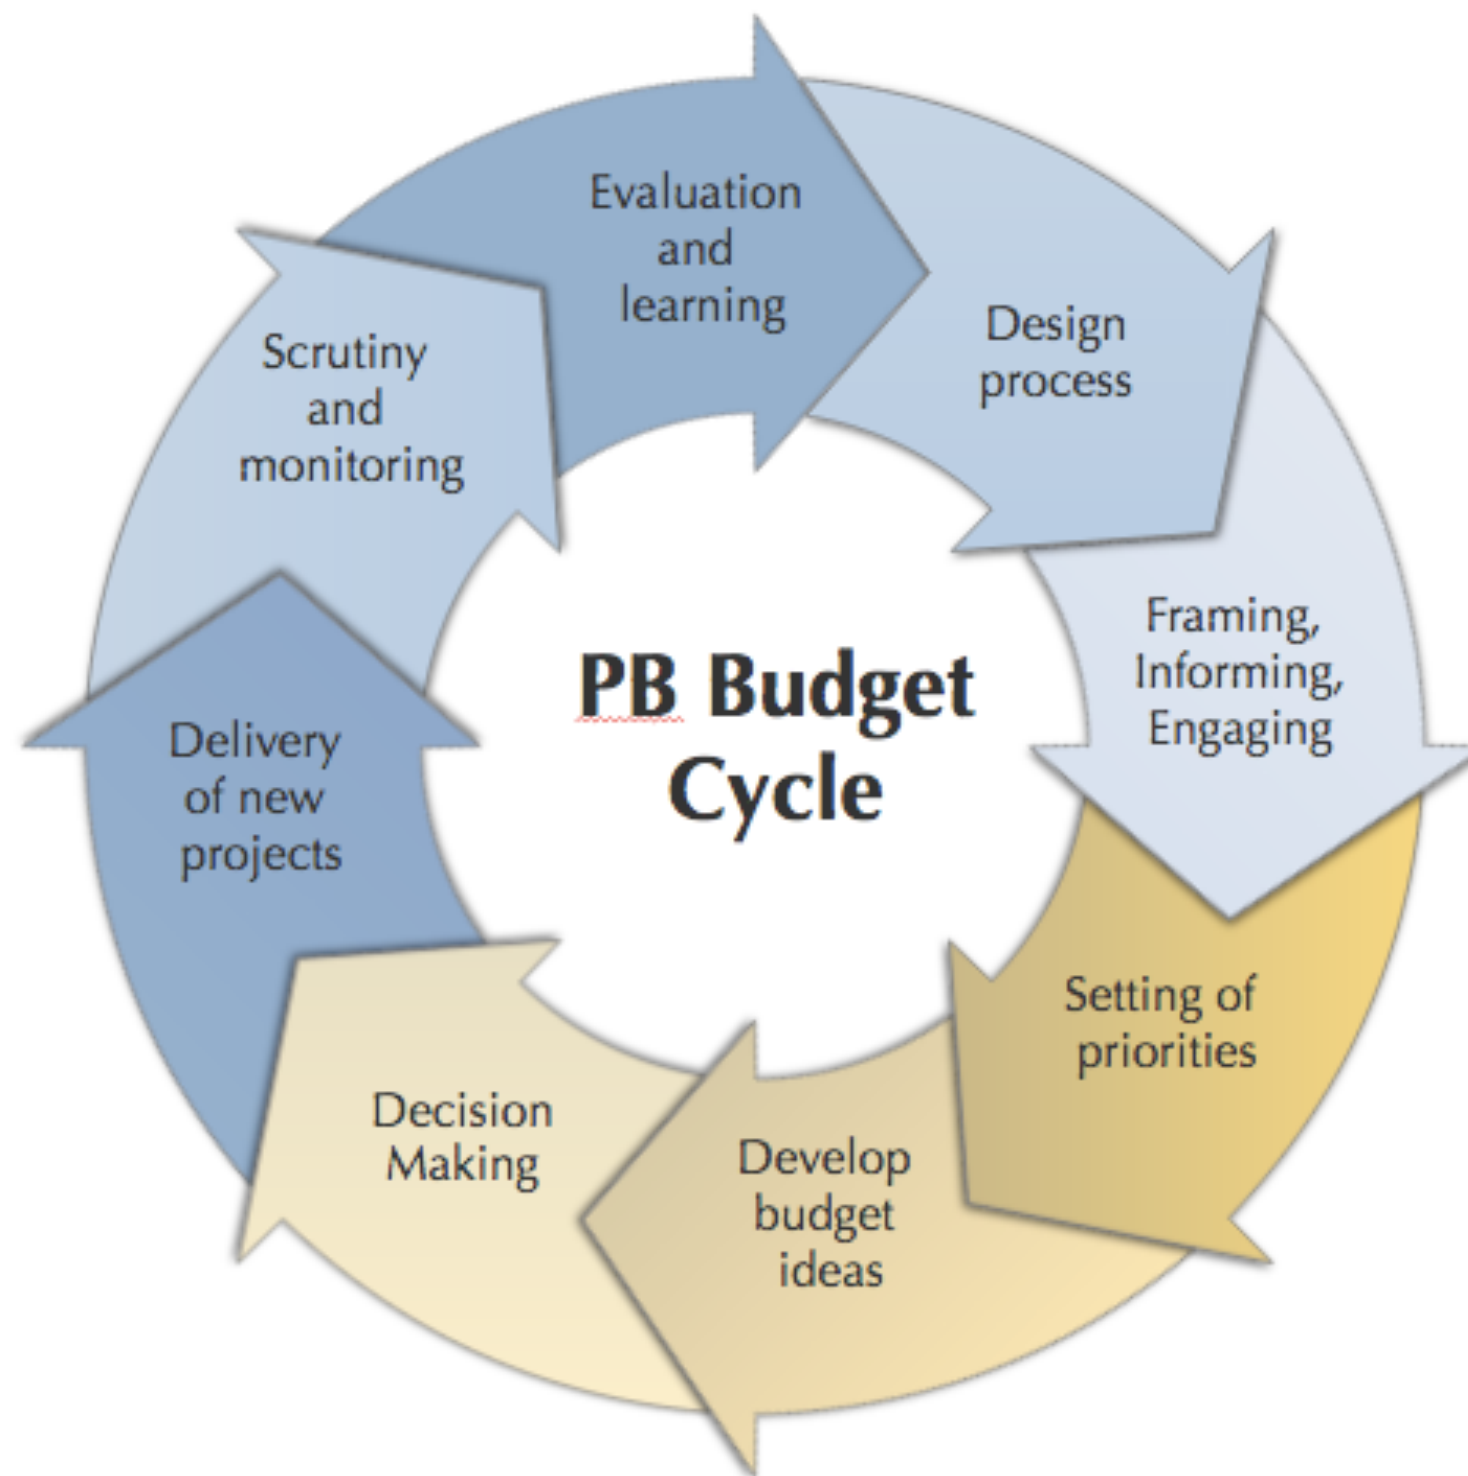 Evaluation
and
learning
Design
process
Framing,
Informing,
Engaging
Setting of
priorities
Develop
budget
ideas
Decision
Making
Delivery
of new
projects
Scrutiny
and
monitoring
PB Budget
Cycle